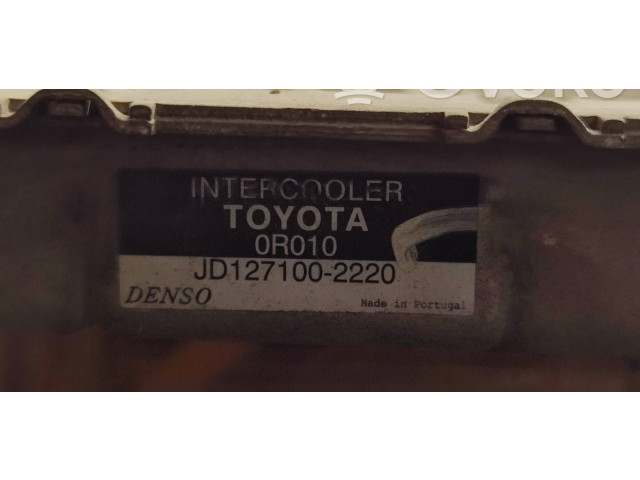 INTERCOOLER
TOYOTA
0R010
JD127100-2220
DENSO
Made in Portugal